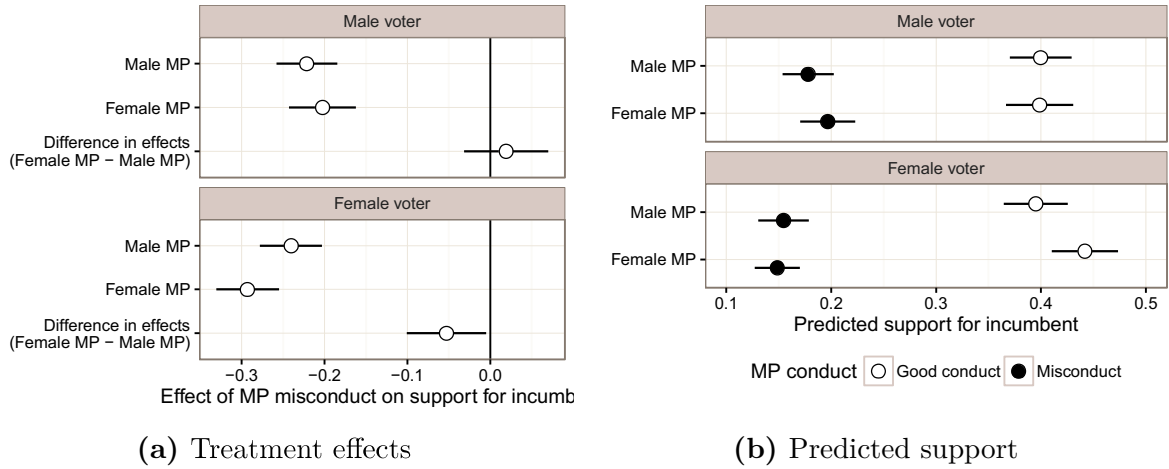 Male voter
Male MP
Female MP
Difference in effects
(Female MP − Male MP)
Female voter
Male MP
Female MP
Difference in effects
(Female MP − Male MP)
−0.3 −0.2 −0.1 0.0
Effect of MP misconduct on support for incumb
(a) Treatment effects
Male voter
Male MP
Female MP
Female voter
Male MP
Female MP
0.1 0.2 0.3 0.4 0.5
Predicted support for incumbent
MP conduct Good conduct Misconduct
(b) Predicted support